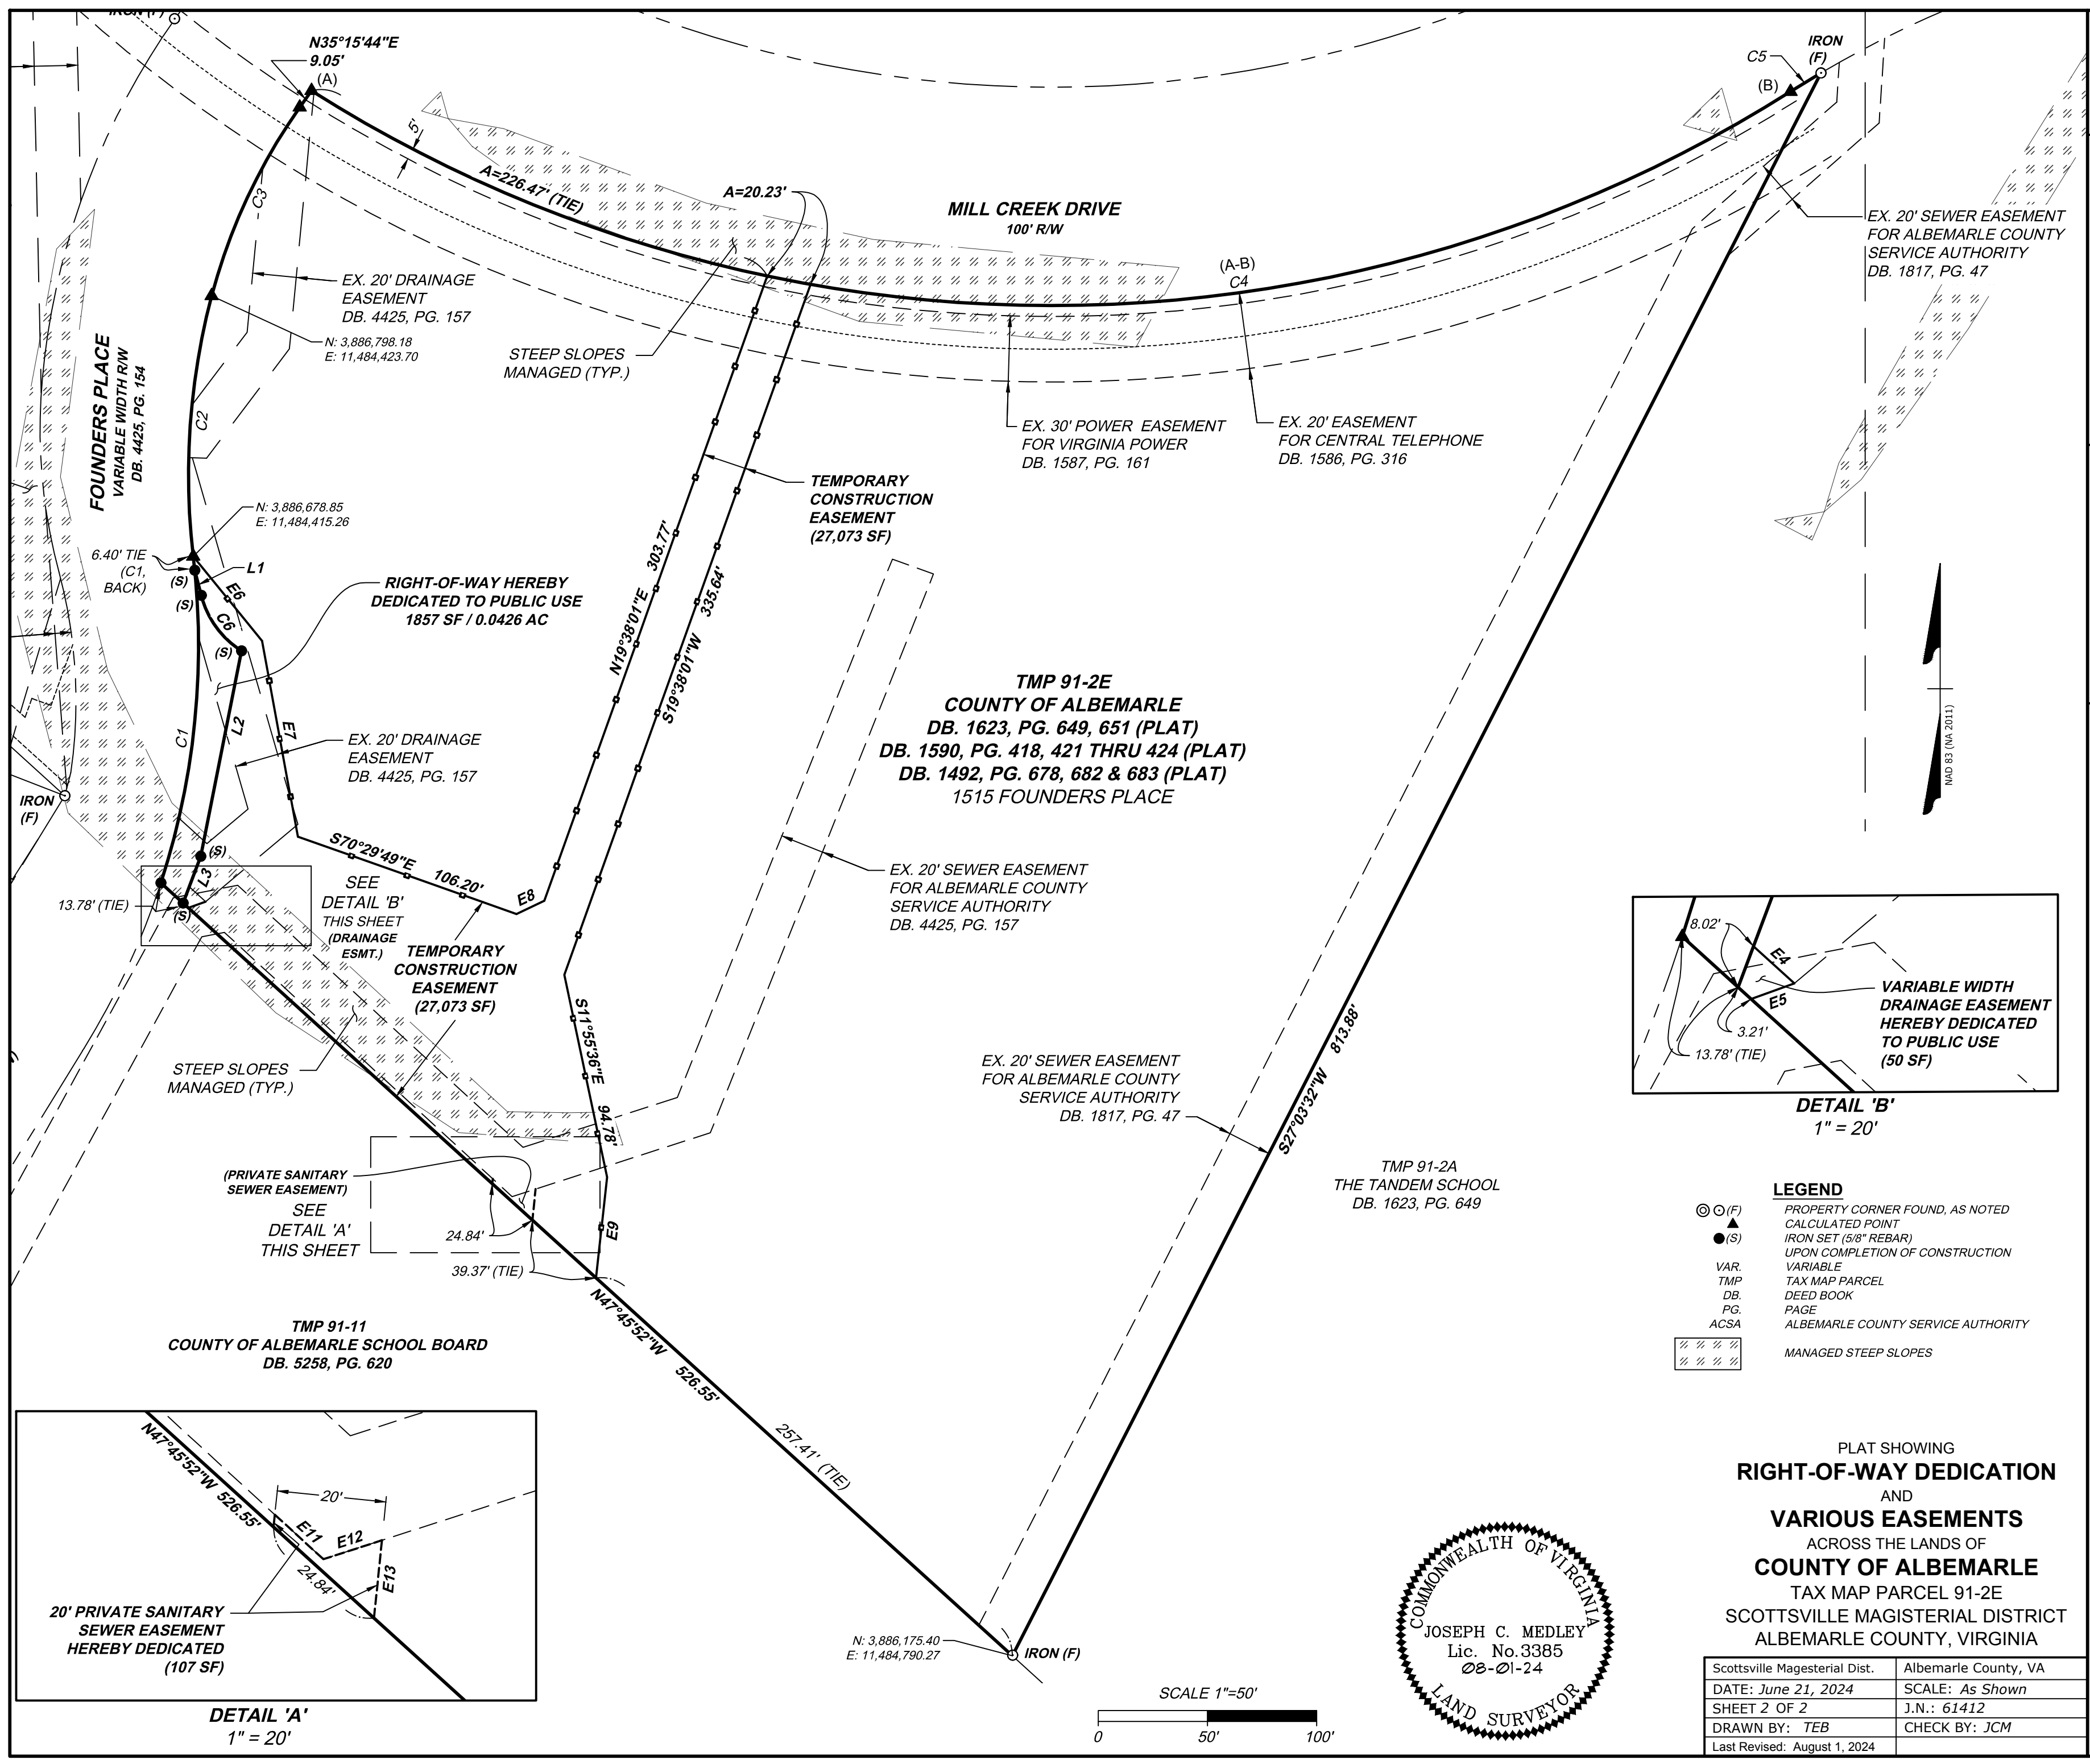 IRON (F)
N35°15'44"E
9.05'
(A)
5'
A=226.47' (TIE)
A=20.23'
MILL CREEK DRIVE
100' R/W
(A-B)
C4
C5
IRON
(F)
(B)
EX. 20' SEWER EASEMENT
FOR ALBEMARLE COUNTY
SERVICE AUTHORITY
DB. 1817, PG. 47
C3
EX. 20' DRAINAGE
EASEMENT
DB. 4425, PG. 157
N: 3,886,798.18
E: 11,484,423.70
STEEP SLOPES
MANAGED (TYP.)
FOUNDERS PLACE
VARIABLE WIDTH R/W
DB. 4425, PG. 154
C2
EX. 30' POWER EASEMENT
FOR VIRGINIA POWER
DB. 1587, PG. 161
EX. 20' EASEMENT
FOR CENTRAL TELEPHONE
DB. 1586, PG. 316
TEMPORARY
CONSTRUCTION
EASEMENT
(27,073 SF)
N: 3,886,678.85
E: 11,484,415.26
6.40' TIE
(C1,
BACK)
(S)
L1
(S)
E6
C6
(S)
RIGHT-OF-WAY HEREBY
DEDICATED TO PUBLIC USE
1857 SF / 0.0426 AC
N19°38'01"E 303.77'
S19°38'01"W 335.64'
TMP 91-2E
COUNTY OF ALBEMARLE
DB. 1623, PG. 649, 651 (PLAT)
DB. 1590, PG. 418, 421 THRU 424 (PLAT)
DB. 1492, PG. 678, 682 & 683 (PLAT)
1515 FOUNDERS PLACE
NAD 83 (NA 2011)
C1
L2
E7
EX. 20' DRAINAGE
EASEMENT
DB. 4425, PG. 157
IRON
(F)
(S)
L3
13.78' (TIE)
(S)
S70°29'49"E 106.20'
E8
SEE
DETAIL 'B'
THIS SHEET
(DRAINAGE
ESMT.)
TEMPORARY
CONSTRUCTION
EASEMENT
(27,073 SF)
EX. 20' SEWER EASEMENT
FOR ALBEMARLE COUNTY
SERVICE AUTHORITY
DB. 4425, PG. 157
S11°55'36"E 94.78'
STEEP SLOPES
MANAGED (TYP.)
EX. 20' SEWER EASEMENT
FOR ALBEMARLE COUNTY
SERVICE AUTHORITY
DB. 1817, PG. 47
S27°03'32"W 813.88'
8.02'
E4
E5
3.21'
13.78' (TIE)
VARIABLE WIDTH
DRAINAGE EASEMENT
HEREBY DEDICATED
TO PUBLIC USE
(50 SF)
DETAIL 'B'
1" = 20'
(PRIVATE SANITARY
SEWER EASEMENT)
SEE
DETAIL 'A'
THIS SHEET
24.84'
39.37' (TIE)
E9
TMP 91-2A
THE TANDEM SCHOOL
DB. 1623, PG. 649
LEGEND
(F) PROPERTY CORNER FOUND, AS NOTED
CALCULATED POINT
(S) IRON SET (5/8" REBAR)
UPON COMPLETION OF CONSTRUCTION
VAR. VARIABLE
TMP TAX MAP PARCEL
DB. DEED BOOK
PG. PAGE
ACSA ALBEMARLE COUNTY SERVICE AUTHORITY
MANAGED STEEP SLOPES
TMP 91-11
COUNTY OF ALBEMARLE SCHOOL BOARD
DB. 5258, PG. 620
N47°45'52"W 526.55'
257.41' (TIE)
N47°45'52"W 526.55'
20'
E11
E12
E13
24.84'
20' PRIVATE SANITARY
SEWER EASEMENT
HEREBY DEDICATED
(107 SF)
DETAIL 'A'
1" = 20'
N: 3,886,175.40
E: 11,484,790.27
IRON (F)
SCALE 1"=50'
0 50' 100'
COMMONWEALTH OF VIRGINIA
JOSEPH C. MEDLEY
Lic. No.3385
08-01-24
LAND SURVEYOR
PLAT SHOWING
RIGHT-OF-WAY DEDICATION
AND
VARIOUS EASEMENTS
ACROSS THE LANDS OF
COUNTY OF ALBEMARLE
TAX MAP PARCEL 91-2E
SCOTTSVILLE MAGISTERIAL DISTRICT
ALBEMARLE COUNTY, VIRGINIA
Scottsville Magesterial Dist. Albemarle County, VA
DATE: June 21, 2024 SCALE: As Shown
SHEET 2 OF 2 J.N.: 61412
DRAWN BY: TEB CHECK BY: JCM
Last Revised: August 1, 2024